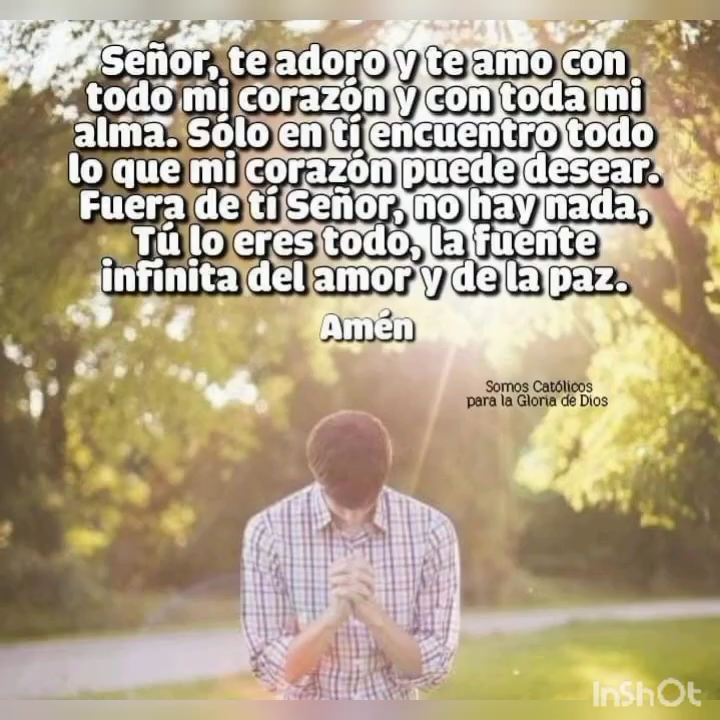 Señor, te adoro y te amo con
todo mi corazón y con toda mi
alma. Sólo en tí encuentro todo
lo que mi corazón puede desear.
Fuera de tí Señor, no hay nada,
Tú lo eres todo, la fuente
infinita del amor y de la paz.
Amén
Somos Católicos
para la Gloria de Dios
InShOt